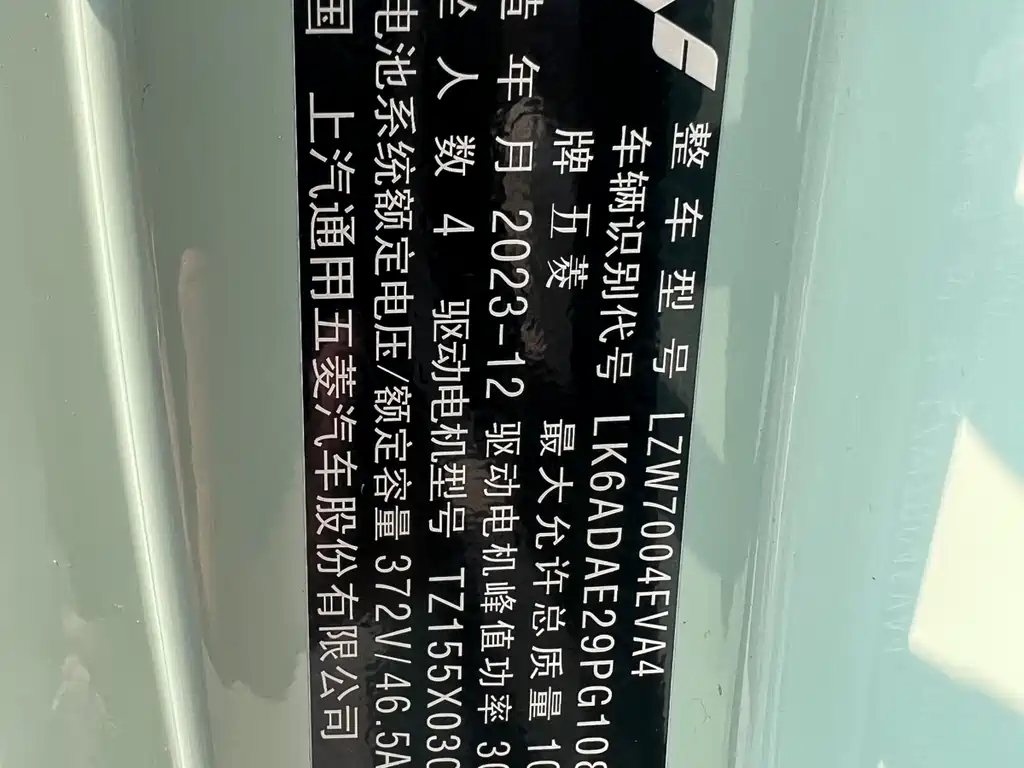 整车型号 LZW7004EVA4
车辆识别代号 LK6ADAE29PG108
牌 五菱 最大允许总质量 10
年月 2023-12 驱动电机峰值功率 30
人数 4 驱动电机型号 TZ155X030
电池系统额定电压/额定容量 372V/46.5A
国 上汽通用五菱汽车股份有限公司